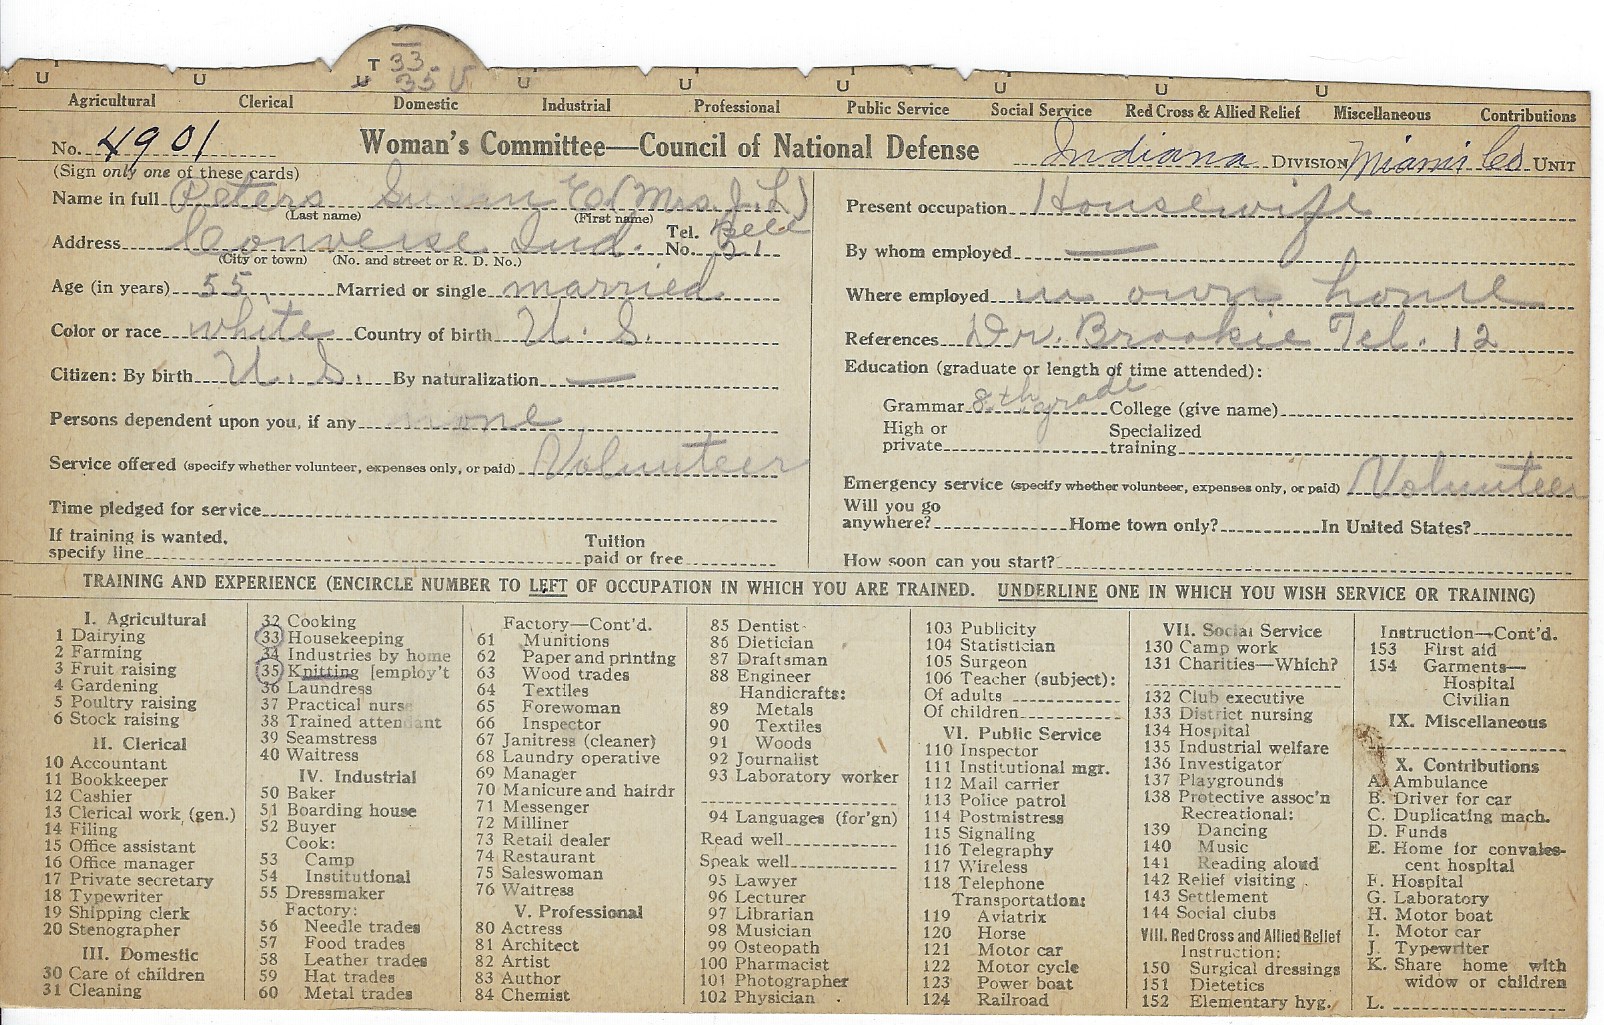 T 33
U U 35 U U U U U U U U
Agricultural Clerical Domestic Industrial Professional Public Service Social Service Red Cross & Allied Relief Miscellaneous Contributions
No. 4901 Woman's Committee—Council of National Defense Indiana DIVISION Miami Co UNIT
(Sign only one of these cards)
Name in full Peters Susan E (Mrs. J. L.)
(Last name) (First name)
Address Converse Ind. Tel. No. Bell 21
(City or town) (No. and street or R. D. No.)
Age (in years) 55 Married or single married
Color or race white Country of birth U. S.
Citizen: By birth U. S. By naturalization —
Persons dependent upon you, if any none
Service offered (specify whether volunteer, expenses only, or paid) Volunteer
Time pledged for service
If training is wanted, specify line Tuition paid or free
Present occupation Housewife
By whom employed —
Where employed in own home
References Dr. Brookie Tel. 12
Education (graduate or length of time attended):
Grammar 8th grade College (give name)
High or private Specialized training
Emergency service (specify whether volunteer, expenses only, or paid) Volunteer
Will you go anywhere? Home town only? In United States?
How soon can you start?
TRAINING AND EXPERIENCE (ENCIRCLE NUMBER TO LEFT OF OCCUPATION IN WHICH YOU ARE TRAINED. UNDERLINE ONE IN WHICH YOU WISH SERVICE OR TRAINING)
I. Agricultural
1 Dairying
2 Farming
3 Fruit raising
4 Gardening
5 Poultry raising
6 Stock raising
II. Clerical
10 Accountant
11 Bookkeeper
12 Cashier
13 Clerical work (gen.)
14 Filing
15 Office assistant
16 Office manager
17 Private secretary
18 Typewriter
19 Shipping clerk
20 Stenographer
III. Domestic
30 Care of children
31 Cleaning
32 Cooking
33 Housekeeping
34 Industries by home
35 Knitting [employ't
36 Laundress
37 Practical nurse
38 Trained attendant
39 Seamstress
40 Waitress
IV. Industrial
50 Baker
51 Boarding house
52 Buyer
Cook:
53 Camp
54 Institutional
55 Dressmaker
Factory:
56 Needle trades
57 Food trades
58 Leather trades
59 Hat trades
60 Metal trades
Factory—Cont'd.
61 Munitions
62 Paper and printing
63 Wood trades
64 Textiles
65 Forewoman
66 Inspector
67 Janitress (cleaner)
68 Laundry operative
69 Manager
70 Manicure and hairdr
71 Messenger
72 Milliner
73 Retail dealer
74 Restaurant
75 Saleswoman
76 Waitress
V. Professional
80 Actress
81 Architect
82 Artist
83 Author
84 Chemist
85 Dentist
86 Dietician
87 Draftsman
88 Engineer
Handicrafts:
89 Metals
90 Textiles
91 Woods
92 Journalist
93 Laboratory worker
94 Languages (for'gn)
Read well
Speak well
95 Lawyer
96 Lecturer
97 Librarian
98 Musician
99 Osteopath
100 Pharmacist
101 Photographer
102 Physician
103 Publicity
104 Statistician
105 Surgeon
106 Teacher (subject):
Of adults
Of children
VI. Public Service
110 Inspector
111 Institutional mgr.
112 Mail carrier
113 Police patrol
114 Postmistress
115 Signaling
116 Telegraphy
117 Wireless
118 Telephone
Transportation:
119 Aviatrix
120 Horse
121 Motor car
122 Motor cycle
123 Power boat
124 Railroad
VII. Social Service
130 Camp work
131 Charities—Which?
132 Club executive
133 District nursing
134 Hospital
135 Industrial welfare
136 Investigator
137 Playgrounds
138 Protective assoc'n
Recreational:
139 Dancing
140 Music
141 Reading aloud
142 Relief visiting
143 Settlement
144 Social clubs
VIII. Red Cross and Allied Relief
Instruction:
150 Surgical dressings
151 Dietetics
152 Elementary hyg.
Instruction—Cont'd.
153 First aid
154 Garments—
Hospital
Civilian
IX. Miscellaneous
X. Contributions
A. Ambulance
B. Driver for car
C. Duplicating mach.
D. Funds
E. Home for convales-
cent hospital
F. Hospital
G. Laboratory
H. Motor boat
I. Motor car
J. Typewriter
K. Share home with
widow or children
L.